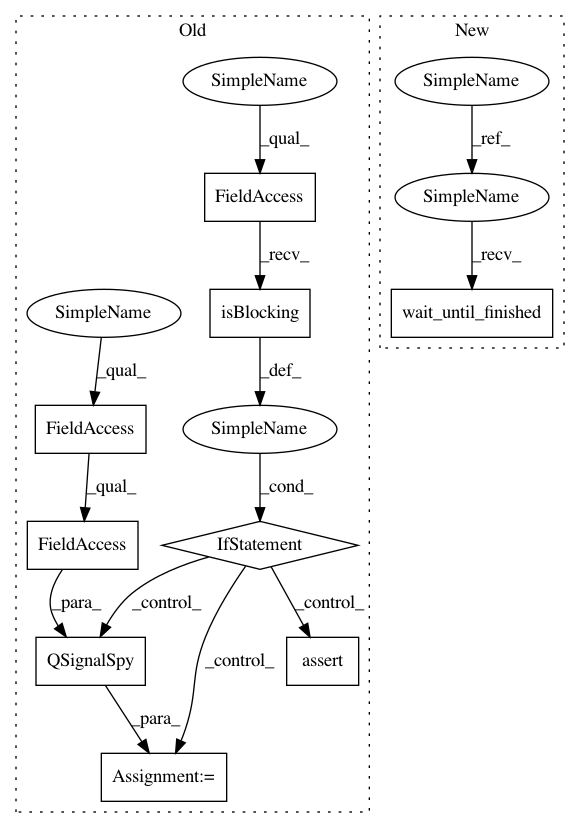 Old
New
SimpleName
SimpleName
_qual_
_ref_
FieldAccess
SimpleName
_recv_
_recv_
SimpleName
isBlocking
wait_until_finished
_qual_
_def_
FieldAccess
SimpleName
_qual_
_cond_
FieldAccess
IfStatement
_para_
_control_
_control_
_control_
QSignalSpy
assert
_para_
Assignment:=